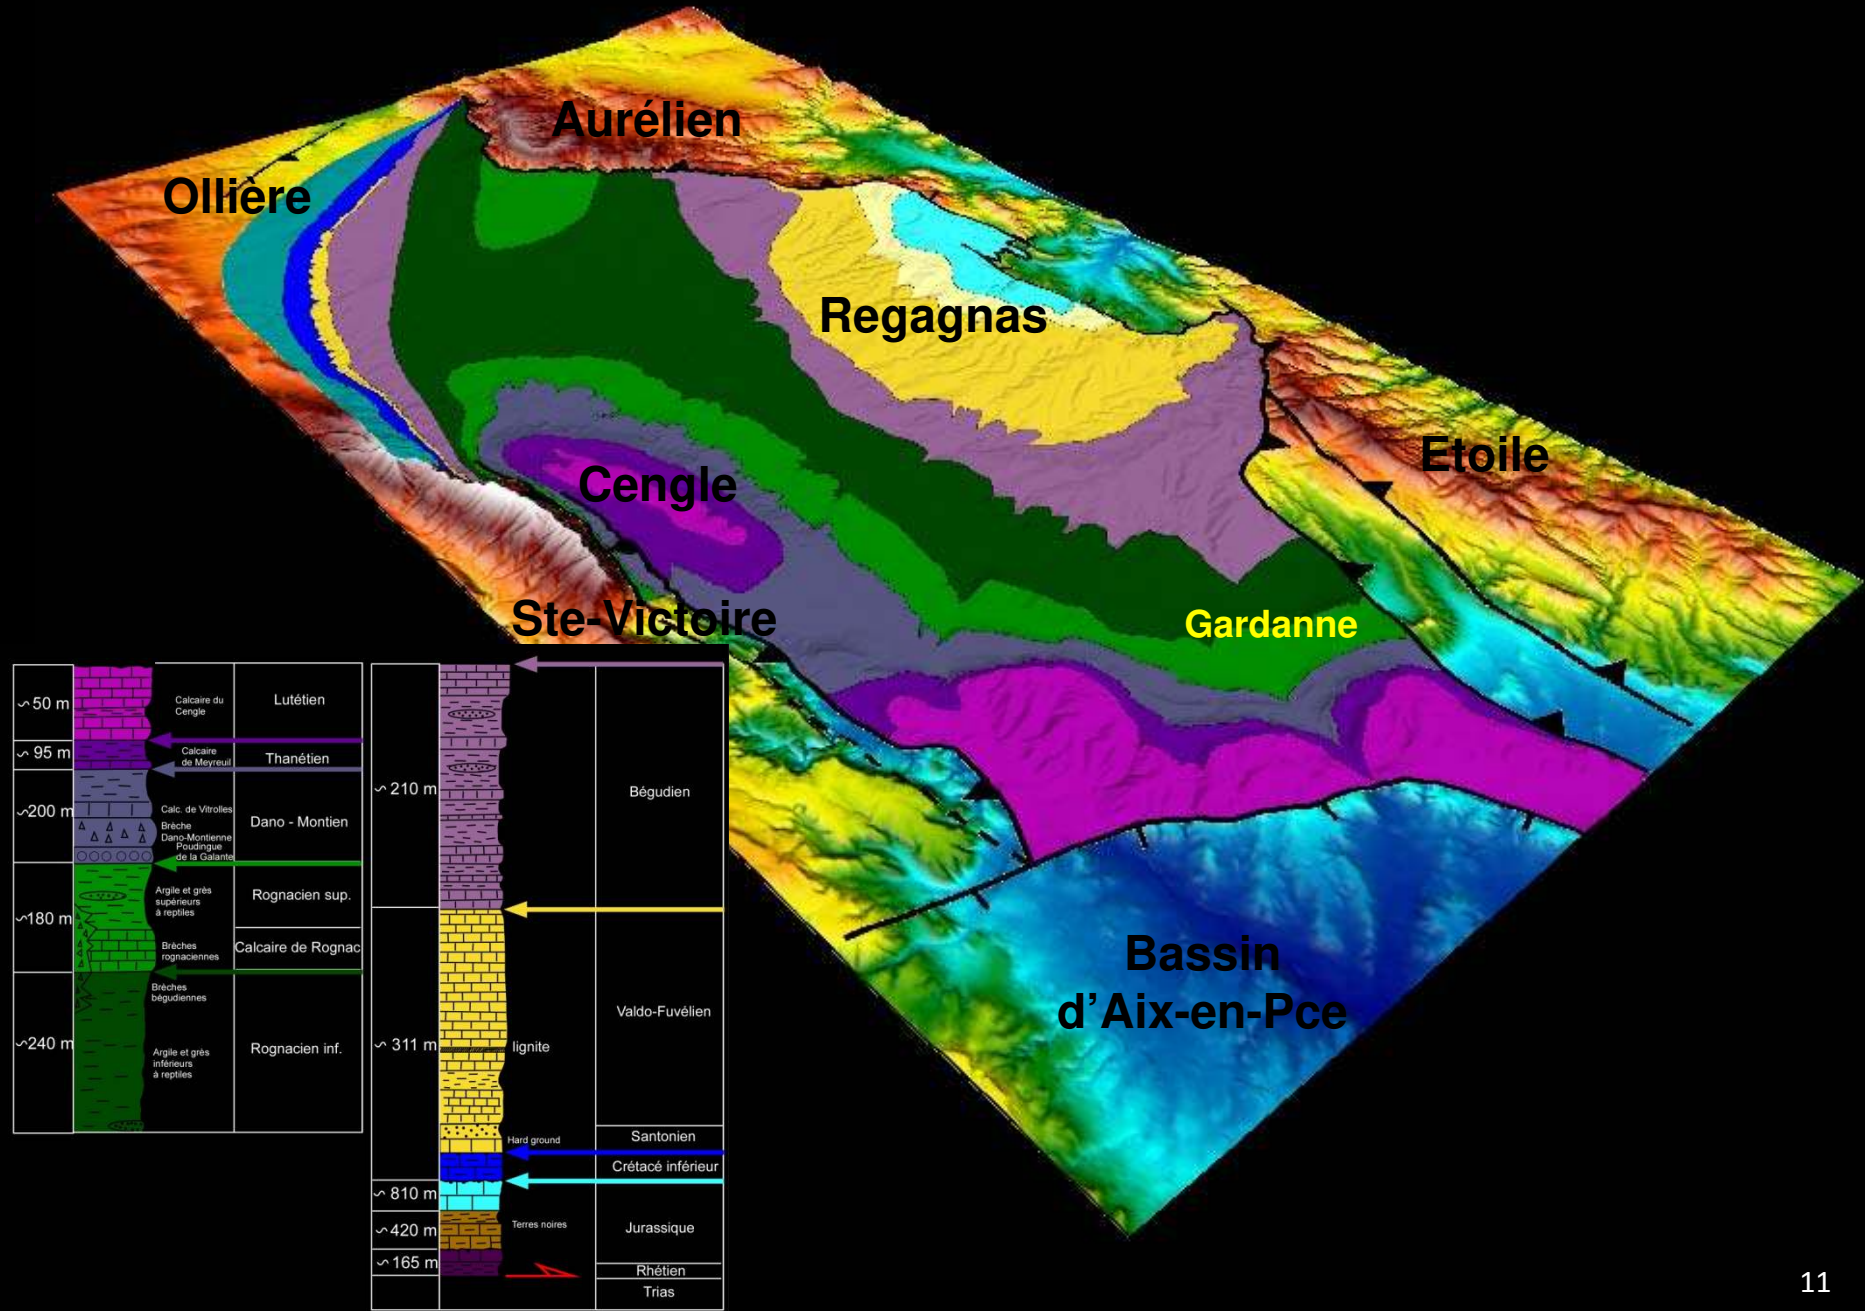 Aurélien
Ollière
Regagnas
Etoile
Cengle
Ste-Victoire
Gardanne
Bassin
d'Aix-en-Pce
~ 50 m
Calcaire du
Cengle
Lutétien
~ 95 m
Calcaire
de Meyreuil
Thanétien
~200 m
Calc. de Vitrolles
Brèche
Dano-Montienne
Poudingue
de la Galante
Dano - Montien
~180 m
Argile et grès
supérieurs
à reptiles
Rognacien sup.
Brèches
rognaciennes
Calcaire de Rognac
~240 m
Brèches
bégudiennes
Argile et grès
inférieurs
à reptiles
Rognacien inf.
~ 210 m
Bégudien
~ 311 m
lignite
Valdo-Fuvélien
Santonien
Hard ground
Crétacé inférieur
~ 810 m
~ 420 m
Terres noires
Jurassique
~ 165 m
Rhétien
Trias
11